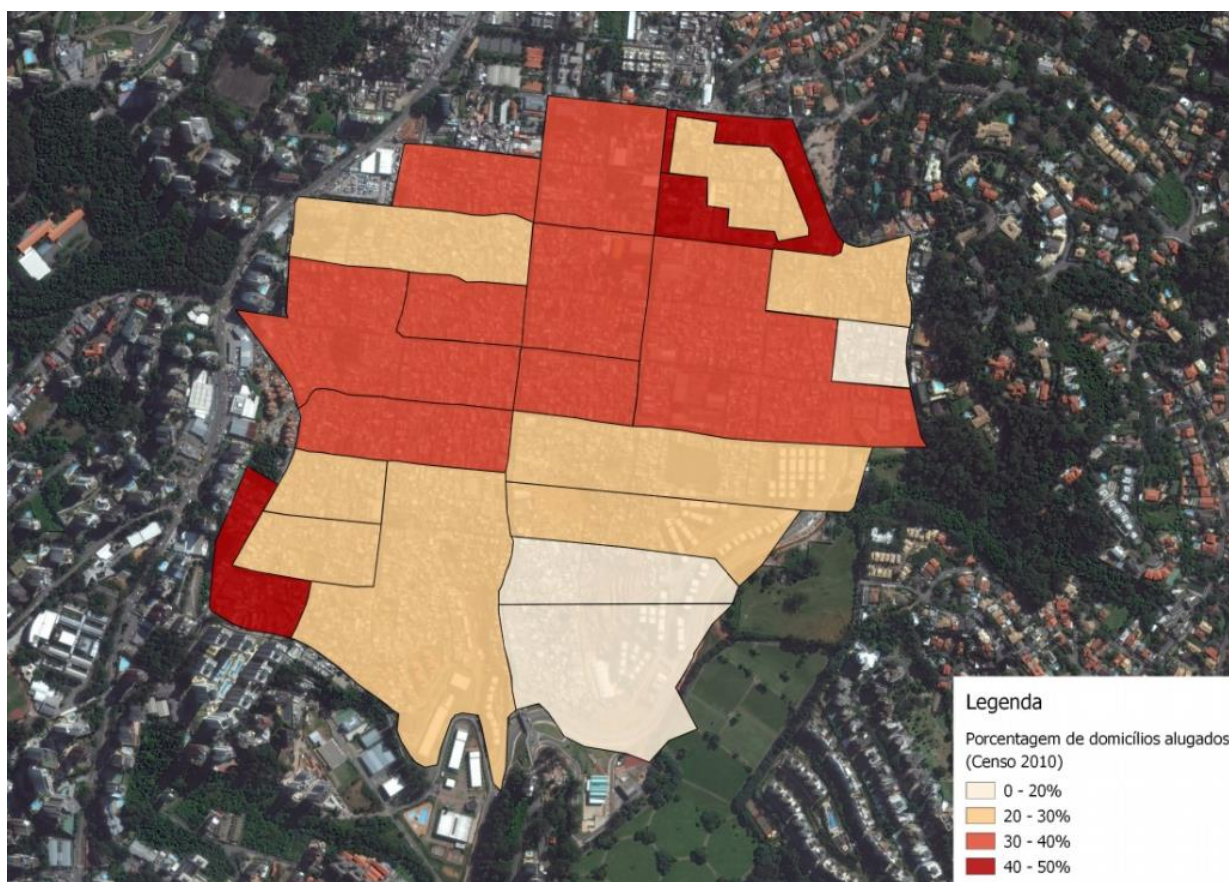 Legenda
Porcentagem de domicílios alugados
(Censo 2010)
0 - 20%
20 - 30%
30 - 40%
40 - 50%